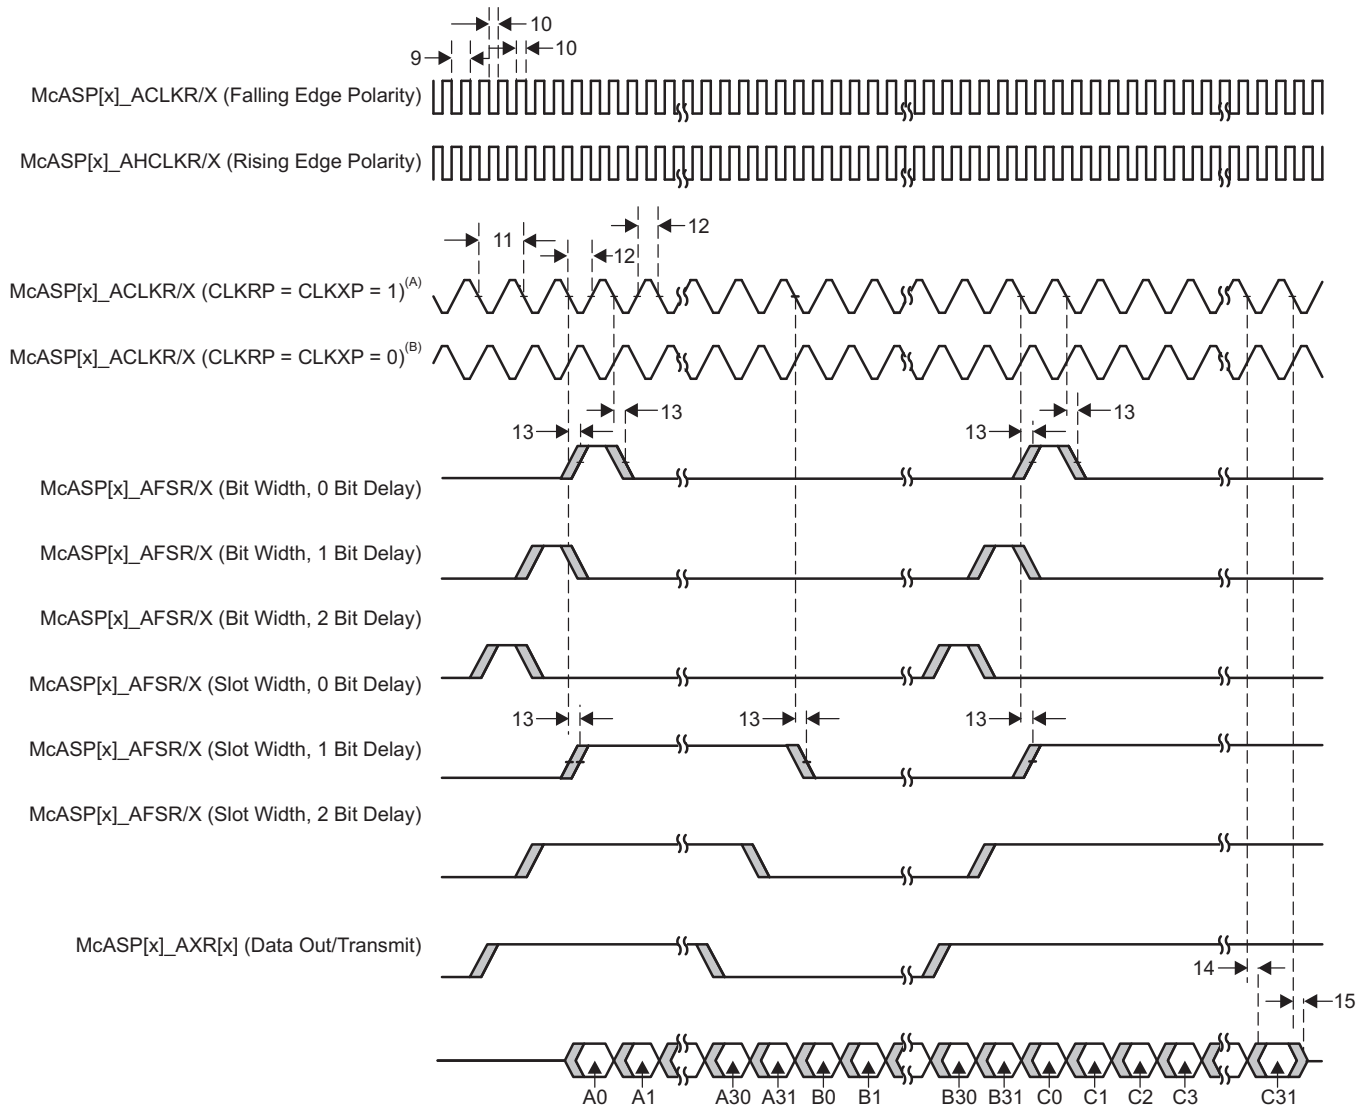 10
9
10
McASP[x]_ACLKR/X (Falling Edge Polarity)
McASP[x]_AHCLKR/X (Rising Edge Polarity)
12
11
12
McASP[x]_ACLKR/X (CLKRP = CLKXP = 1)(A)
McASP[x]_ACLKR/X (CLKRP = CLKXP = 0)(B)
13 13
13 13
McASP[x]_AFSR/X (Bit Width, 0 Bit Delay)
McASP[x]_AFSR/X (Bit Width, 1 Bit Delay)
McASP[x]_AFSR/X (Bit Width, 2 Bit Delay)
McASP[x]_AFSR/X (Slot Width, 0 Bit Delay)
13 13 13
McASP[x]_AFSR/X (Slot Width, 1 Bit Delay)
McASP[x]_AFSR/X (Slot Width, 2 Bit Delay)
McASP[x]_AXR[x] (Data Out/Transmit)
14
15
A0 A1 A30 A31 B0 B1 B30 B31 C0 C1 C2 C3 C31